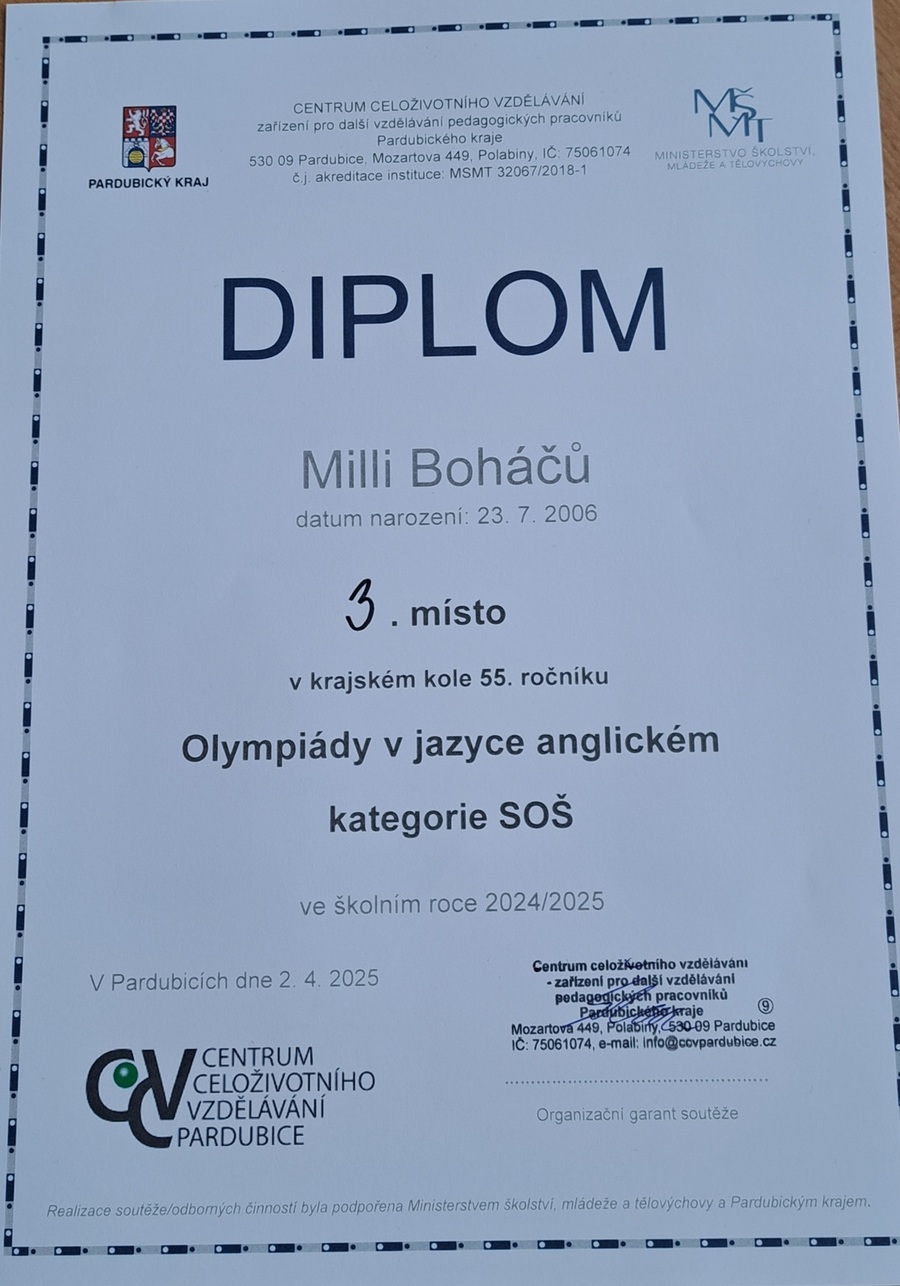 PARDUBICKÝ KRAJ
CENTRUM CELOŽIVOTNÍHO VZDĚLÁVÁNÍ
zařízení pro další vzdělávání pedagogických pracovníků
Pardubického kraje
530 09 Pardubice, Mozartova 449, Polabiny, IČ: 75061074
č.j. akreditace instituce: MSMT 32067/2018-1
MŠMT
MINISTERSTVO ŠKOLSTVÍ,
MLÁDEŽE A TĚLOVÝCHOVY
DIPLOM
Milli Boháčů
datum narození: 23. 7. 2006
3 . místo
v krajském kole 55. ročníku
Olympiády v jazyce anglickém
kategorie SOŠ
ve školním roce 2024/2025
V Pardubicích dne 2. 4. 2025
Centrum celoživotního vzdělávání
- zařízení pro další vzdělávání
pedagogických pracovníků
Pardubického kraje
9
Mozartova 449, Polabiny, 530 09 Pardubice
IČ: 75061074, e-mail: info@ccvpardubice.cz
Organizační garant soutěže
CCV
CENTRUM
CELOŽIVOTNÍHO
VZDĚLÁVÁNÍ
PARDUBICE
Realizace soutěže/odborných činností byla podpořena Ministerstvem školství, mládeže a tělovýchovy a Pardubickým krajem.